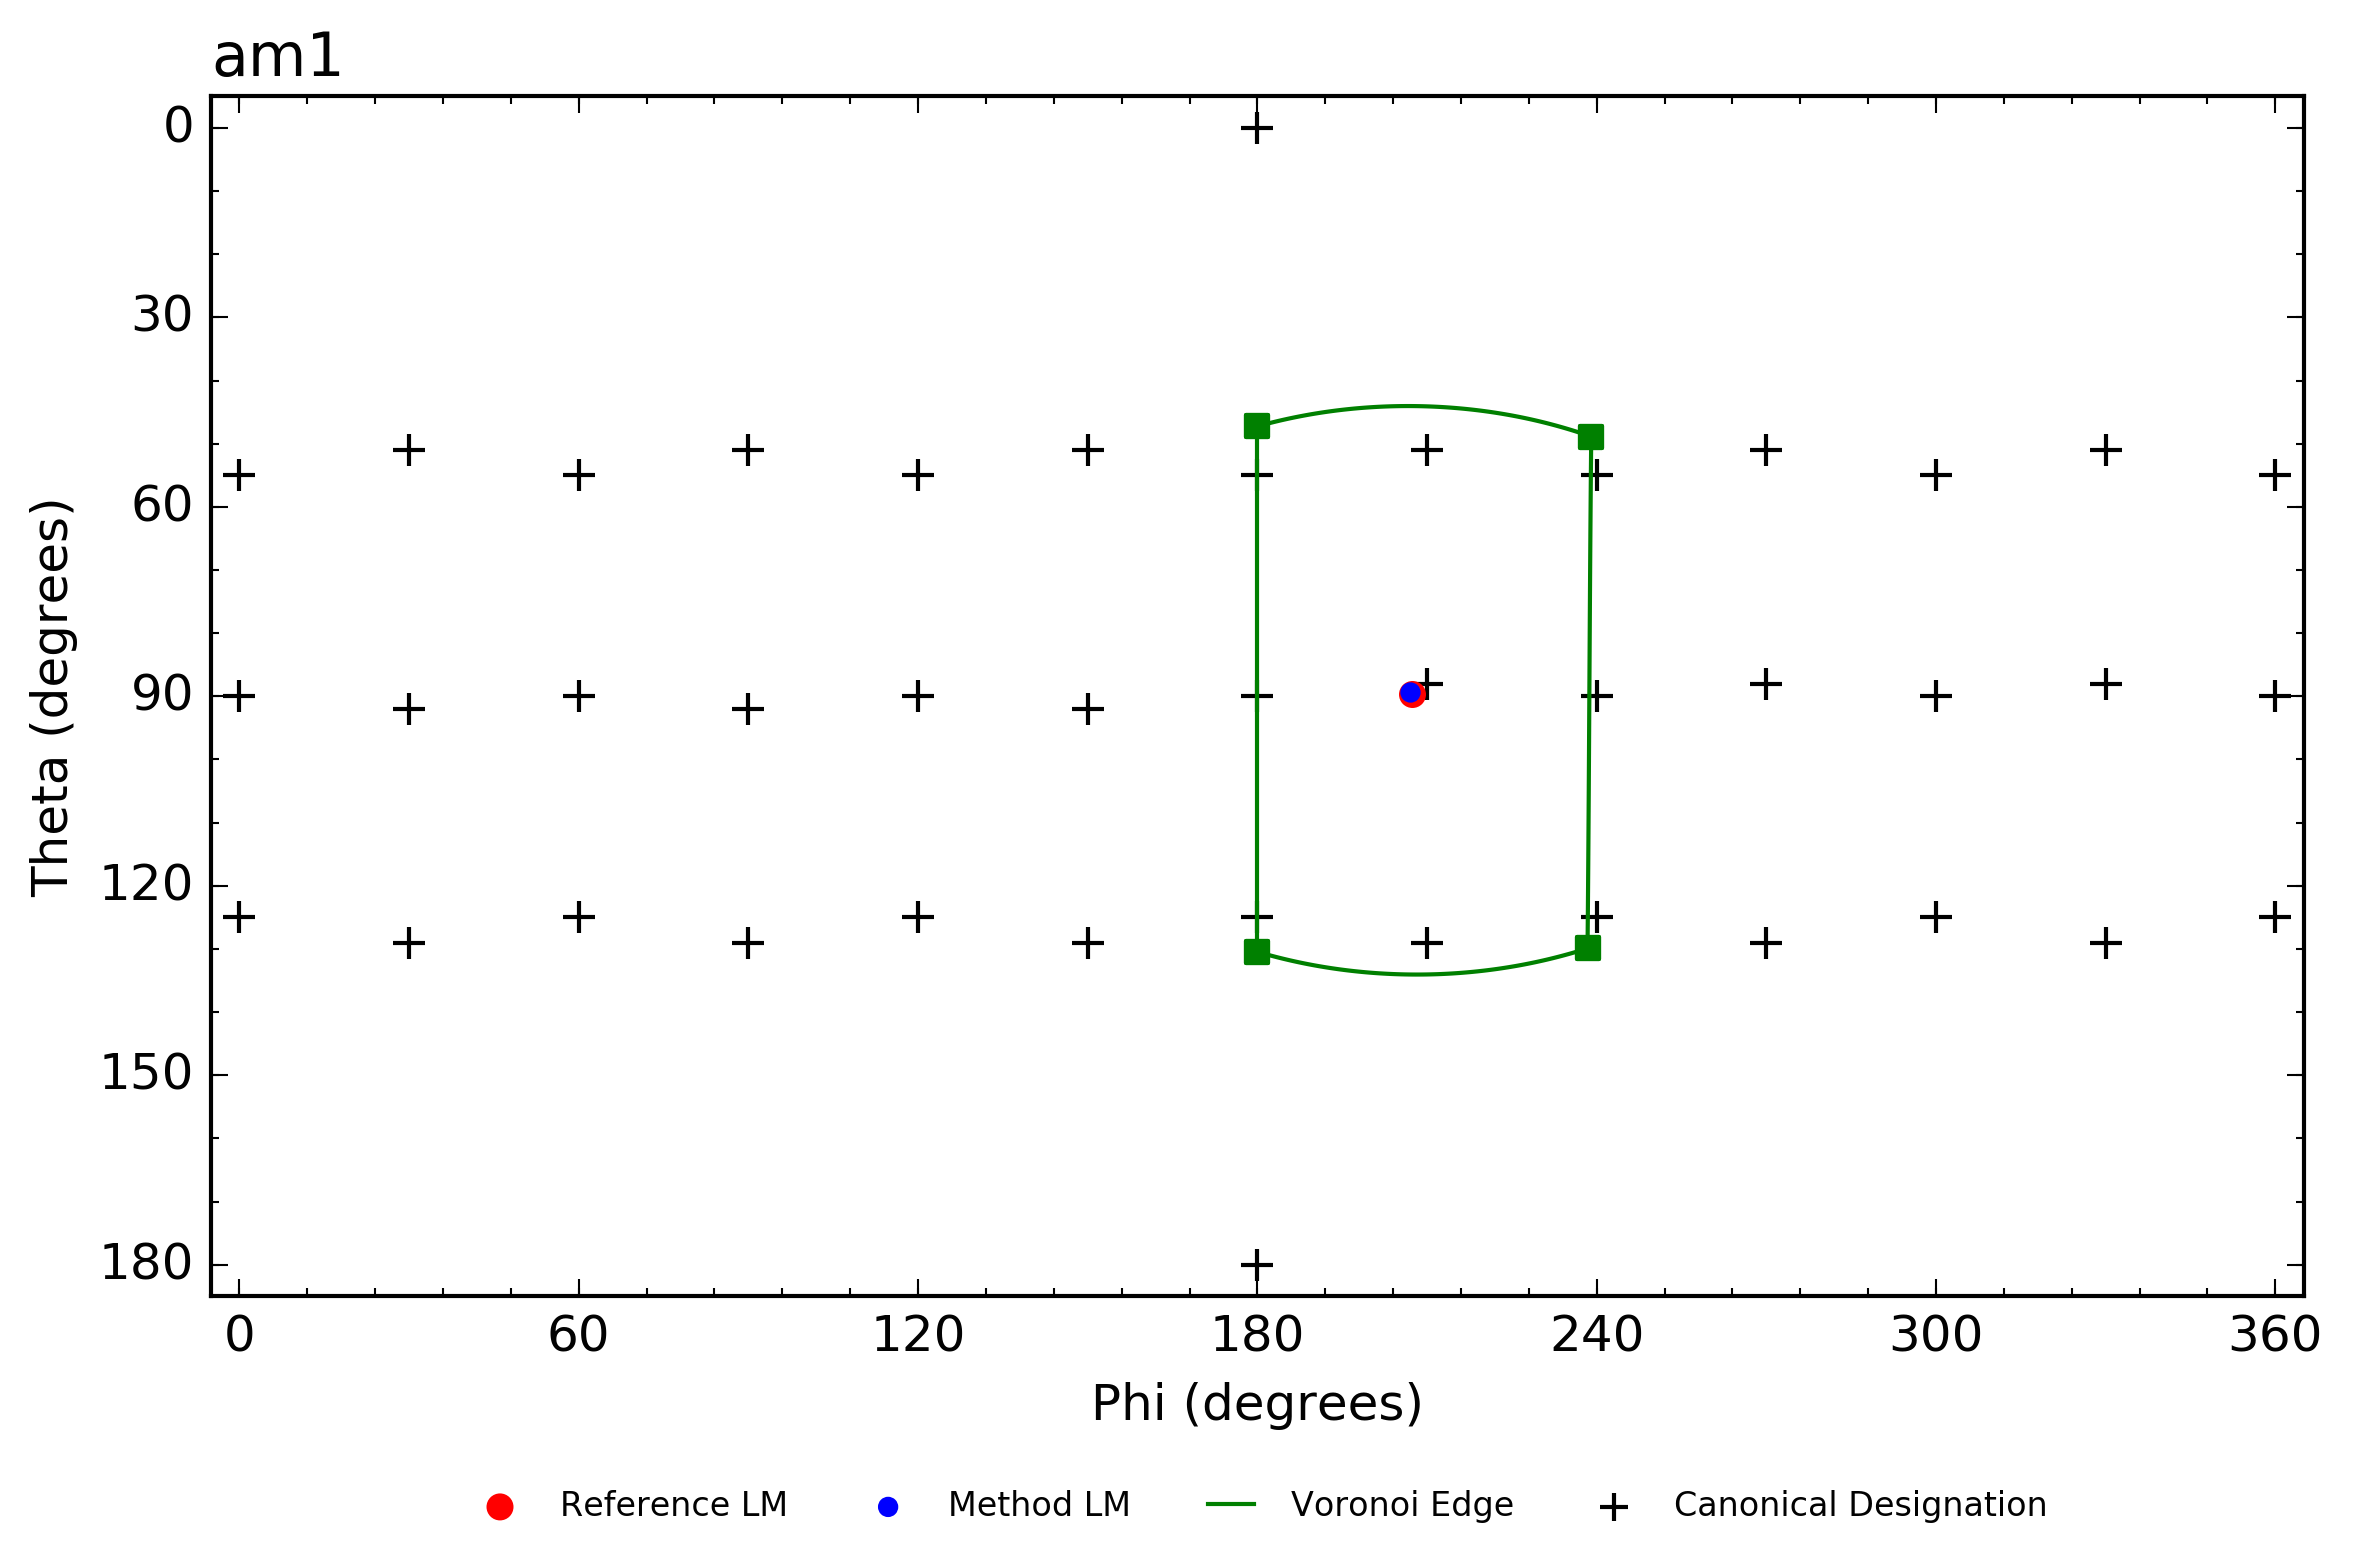 am1
0
30
60
90
120
150
180
Theta (degrees)
0 60 120 180 240 300 360
Phi (degrees)
Reference LM Method LM Voronoi Edge Canonical Designation